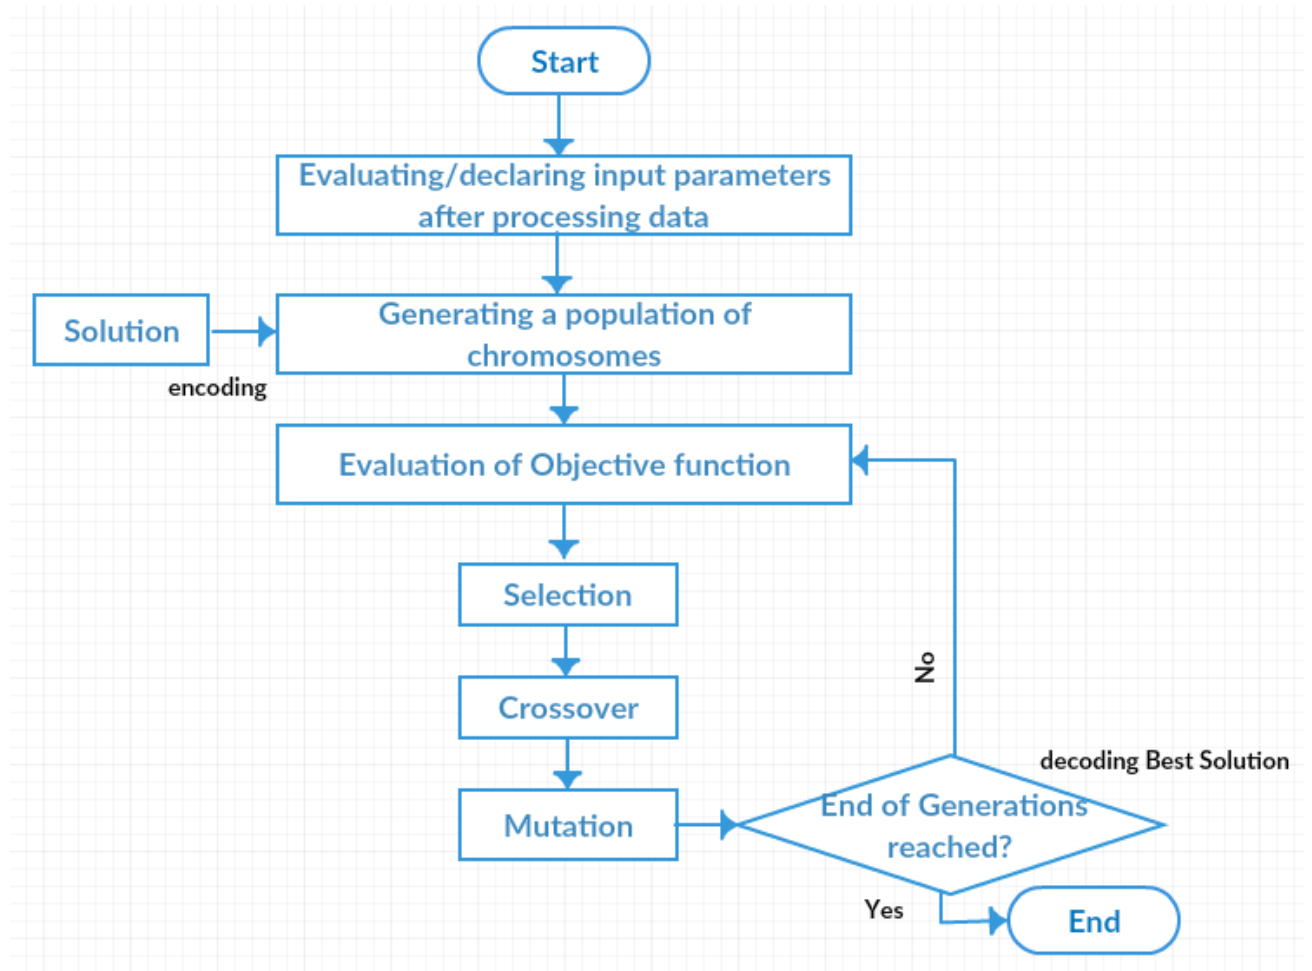 Start
Evaluating/declaring input parameters
after processing data
Solution
encoding
Generating a population of
chromosomes
Evaluation of Objective function
Selection
Crossover
Mutation
No
decoding Best Solution
End of Generations
reached?
Yes
End